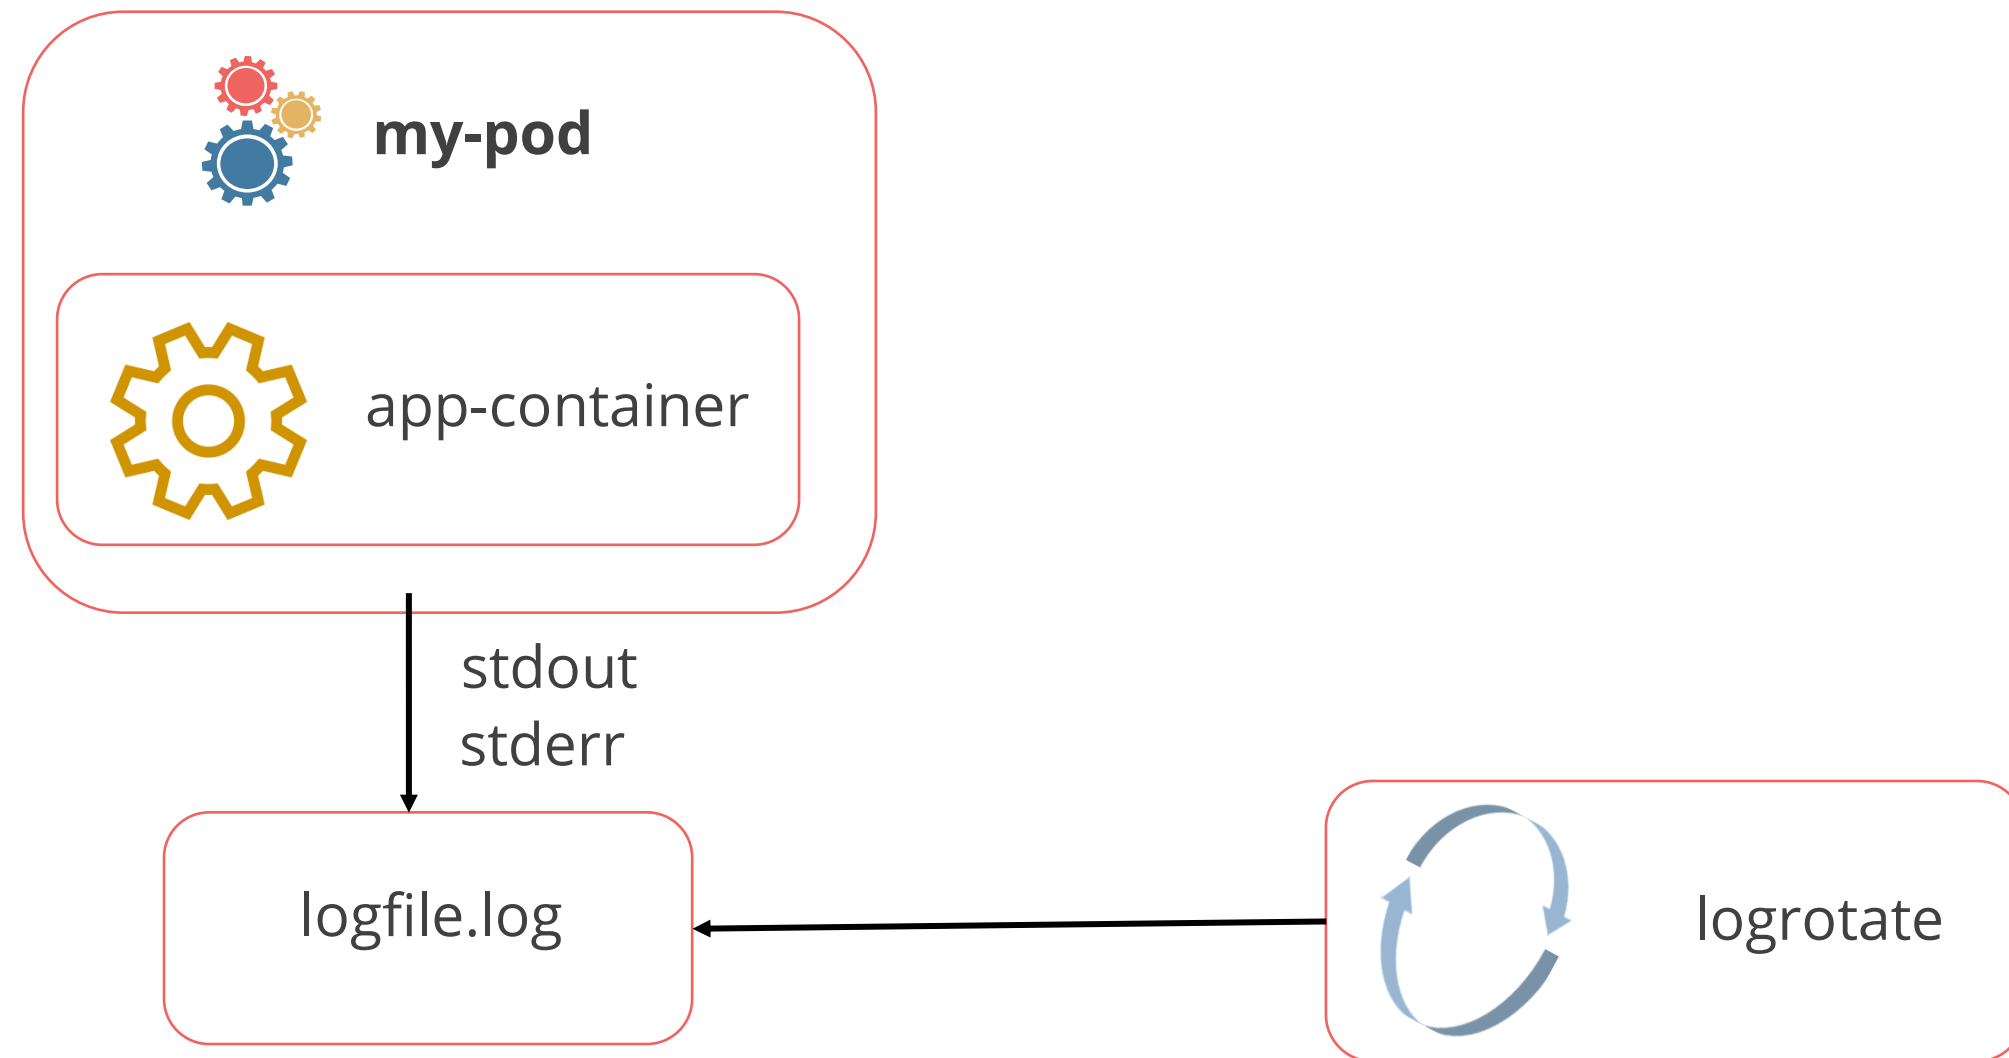 my-pod
app-container
stdout
stderr
logfile.log
logrotate